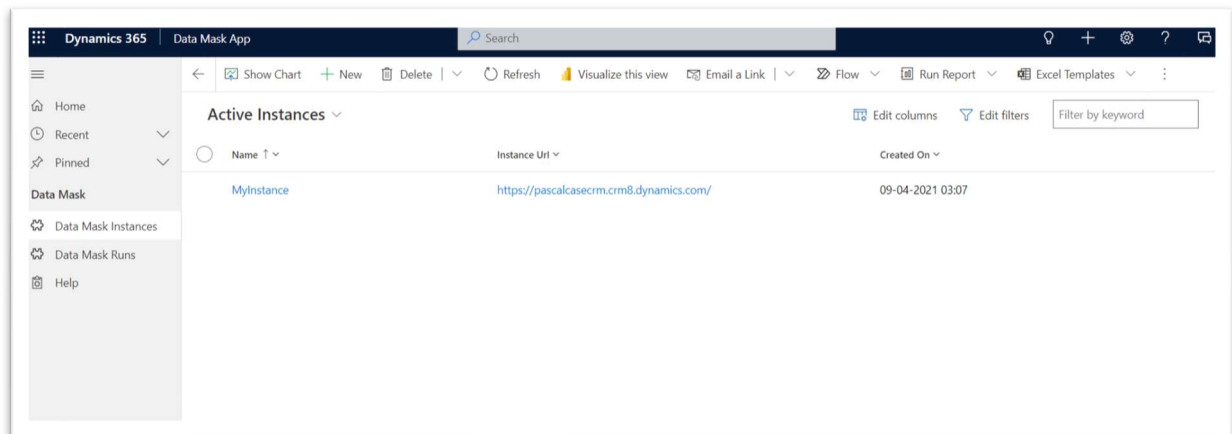 Dynamics 365 Data Mask App Search
Show Chart New Delete Refresh Visualize this view Email a Link Flow Run Report Excel Templates
Home
Recent
Pinned
Data Mask
Data Mask Instances
Data Mask Runs
Help
Active Instances Edit columns Edit filters Filter by keyword
Name Instance Url Created On
MyInstance https://pascalcasecrm.crm8.dynamics.com/ 09-04-2021 03:07